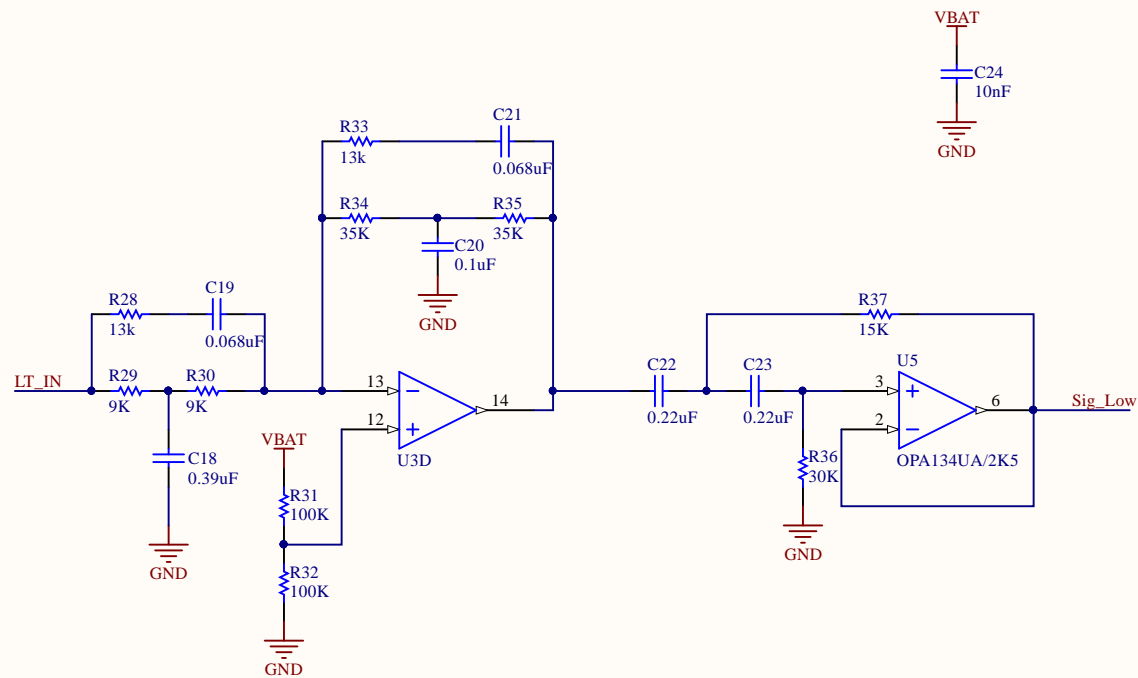 VBAT
C24
10nF
GND
C21
R33
13k
0.068uF
R34
35K
R35
35K
C20
0.1uF
GND
C19
R28
13k
0.068uF
LT_IN
R29
9K
R30
9K
C18
0.39uF
GND
13
12
14
U3D
VBAT
R31
100K
R32
100K
GND
R37
15K
C22
0.22uF
C23
0.22uF
U5
3
2
6
OPA134UA/2K5
Sig_Low
R36
30K
GND